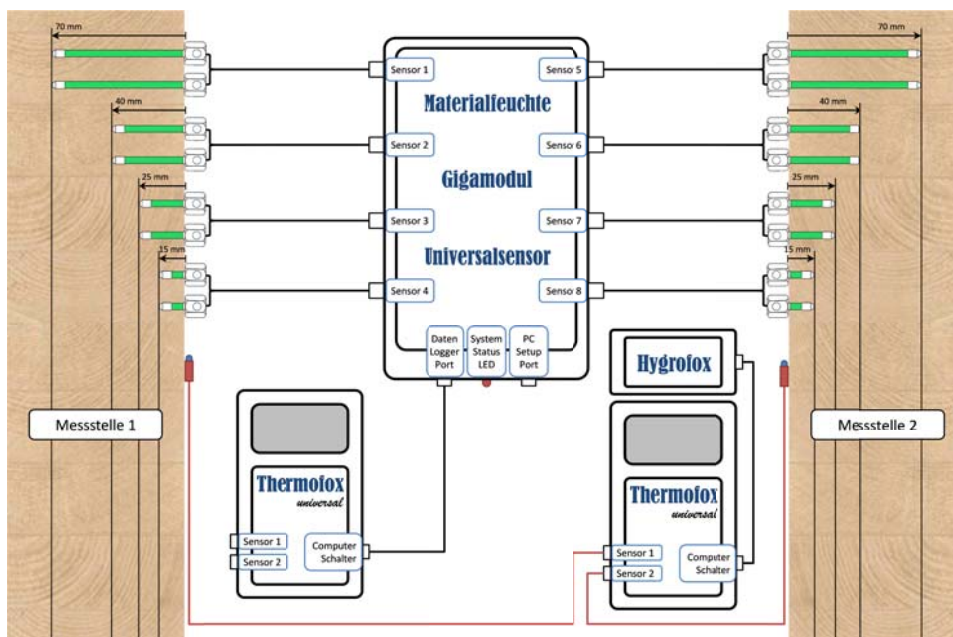 70 mm
40 mm
25 mm
15 mm
Messstelle 1
Sensor 1
Sensor 2
Sensor 3
Sensor 4
Materialfeuchte
Gigamodul
Universalsensor
Sensor 5
Sensor 6
Sensor 7
Sensor 8
Daten
Logger
Port
System
Status
LED
PC
Setup
Port
70 mm
40 mm
25 mm
15 mm
Messstelle 2
Thermofox
universal
Sensor 1
Sensor 2
Computer
Schalter
Hygrofox
Thermofox
universal
Sensor 1
Sensor 2
Computer
Schalter